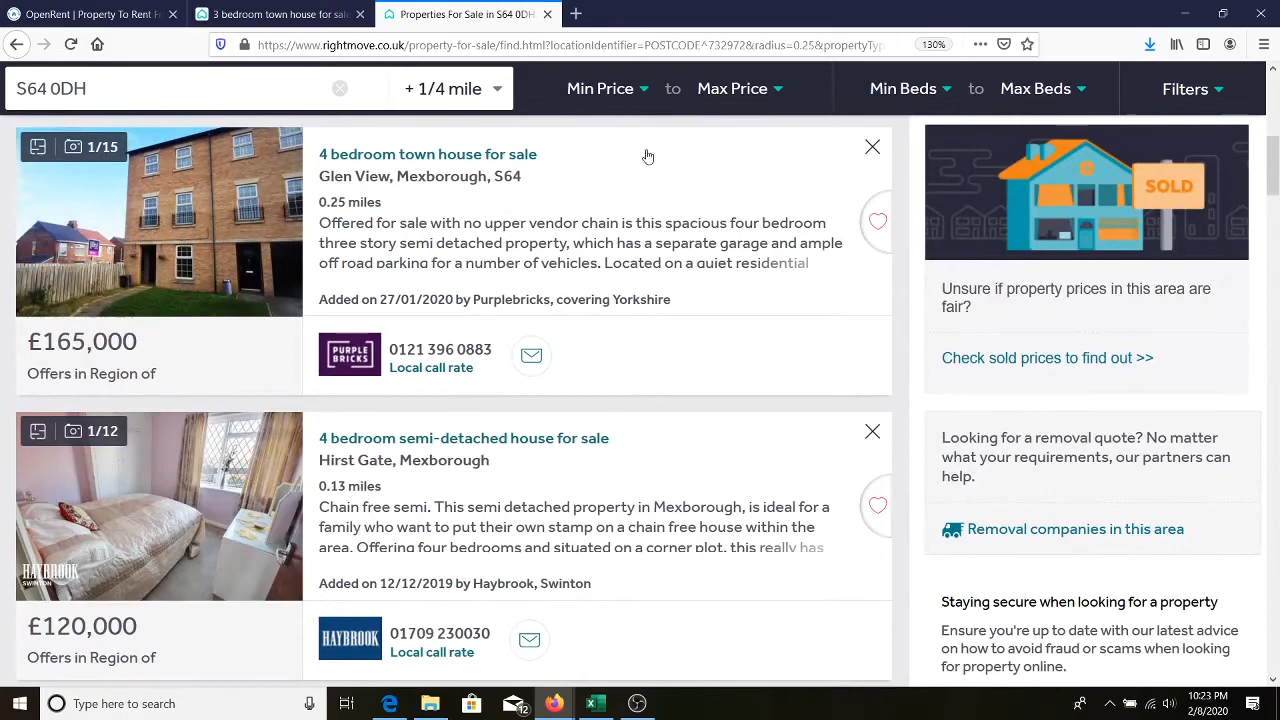 OpenRent | Property To Rent F
3 bedroom town house for sale
Properties For Sale in S64 0DH
https://www.rightmove.co.uk/property-for-sale/find.html?locationIdentifier=POSTCODE^732972&radius=0.25&propertyTy
130%
S64 0DH
+ 1/4 mile
Min Price to Max Price
Min Beds to Max Beds
Filters
1/15
4 bedroom town house for sale
Glen View, Mexborough, S64
0.25 miles
Offered for sale with no upper vendor chain is this spacious four bedroom
three story semi detached property, which has a separate garage and ample
off road parking for a number of vehicles. Located on a quiet residential
Added on 27/01/2020 by Purplebricks, covering Yorkshire
£165,000
Offers in Region of
PURPLE
BRICKS
0121 396 0883
Local call rate
1/12
HAYBROOK
SWINTON
4 bedroom semi-detached house for sale
Hirst Gate, Mexborough
0.13 miles
Chain free semi. This semi detached property in Mexborough, is ideal for a
family who want to put their own stamp on a chain free house within the
area. Offering four bedrooms and situated on a corner plot, this really has
Added on 12/12/2019 by Haybrook, Swinton
£120,000
Offers in Region of
HAYBROOK
01709 230030
Local call rate
SOLD
Unsure if property prices in this area are
fair?
Check sold prices to find out >>
Looking for a removal quote? No matter
what your requirements, our partners can
help.
Removal companies in this area
Staying secure when looking for a property
Ensure you're up to date with our latest advice
on how to avoid fraud or scams when looking
for property online.
Type here to search
12
10:23 PM
2/8/2020